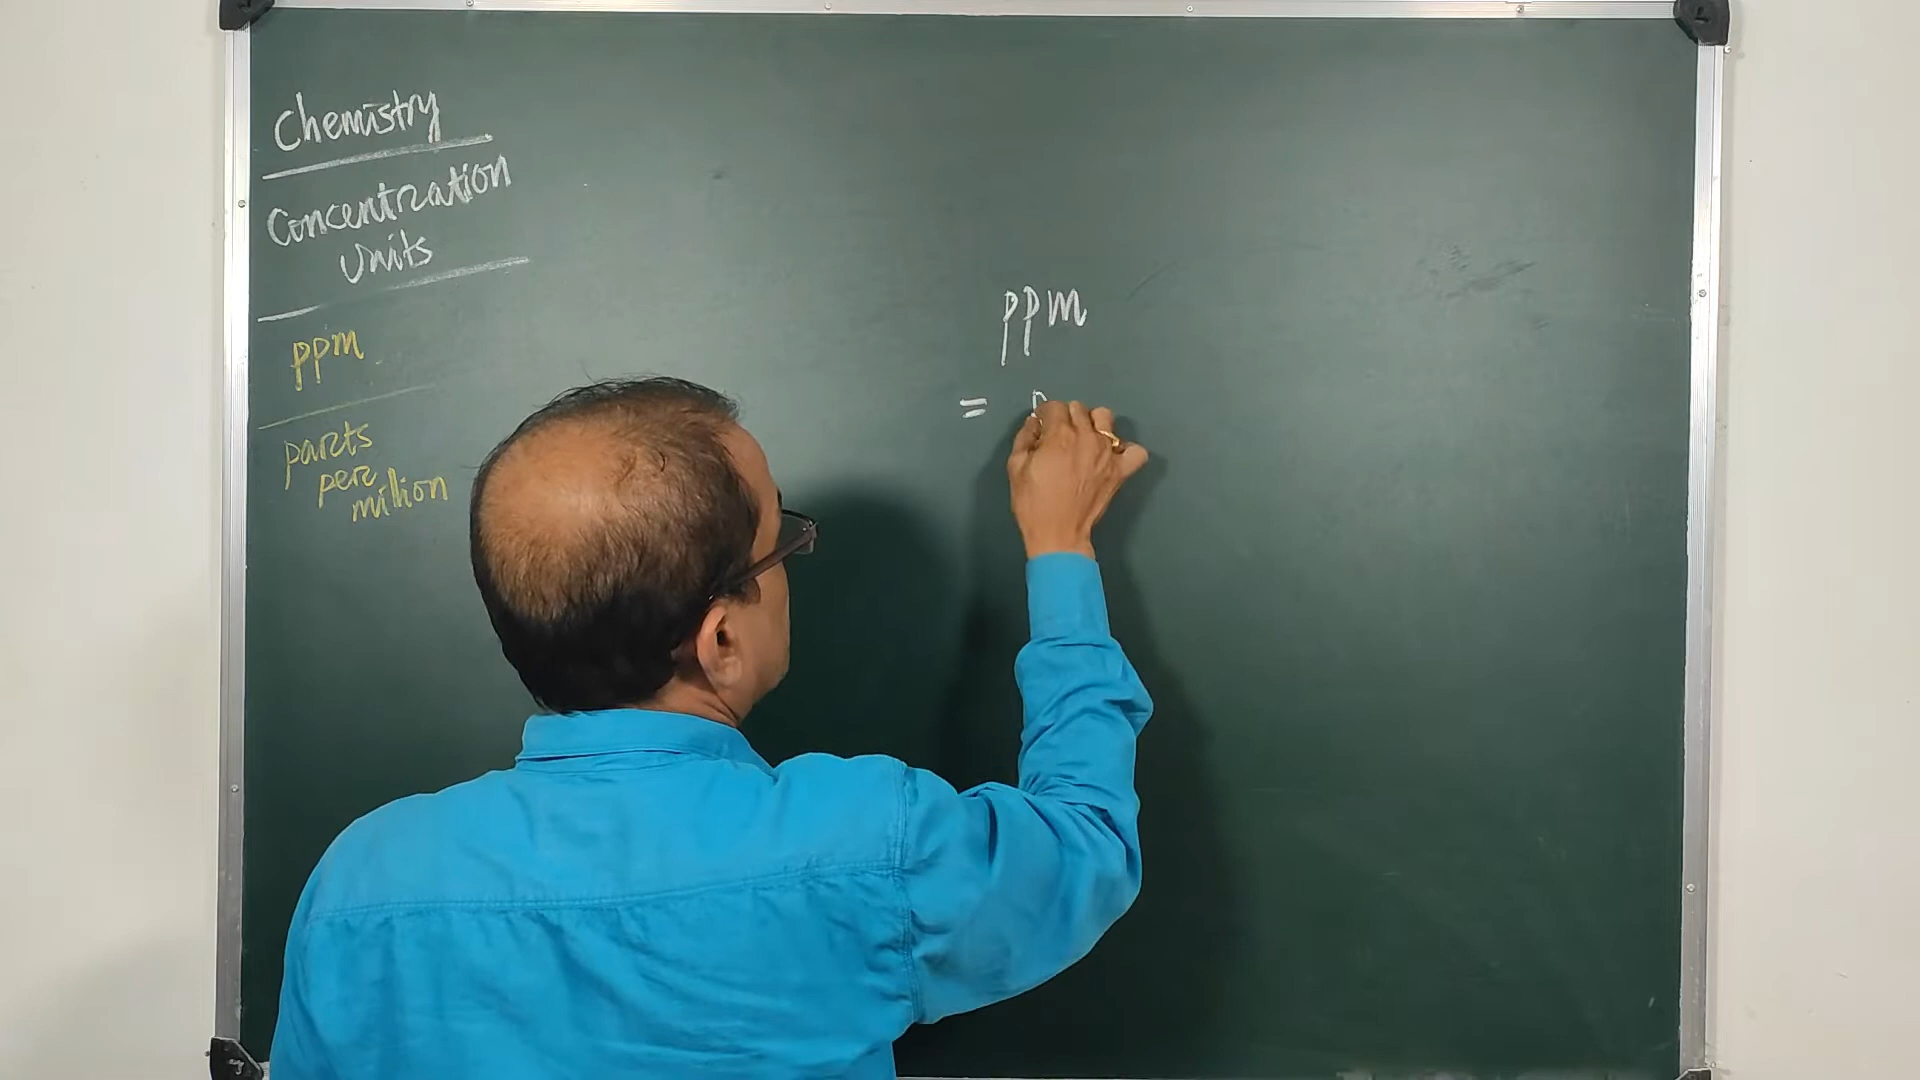 Chemistry
Concentration
Units
ppm
parts
per
million
ppm
= p